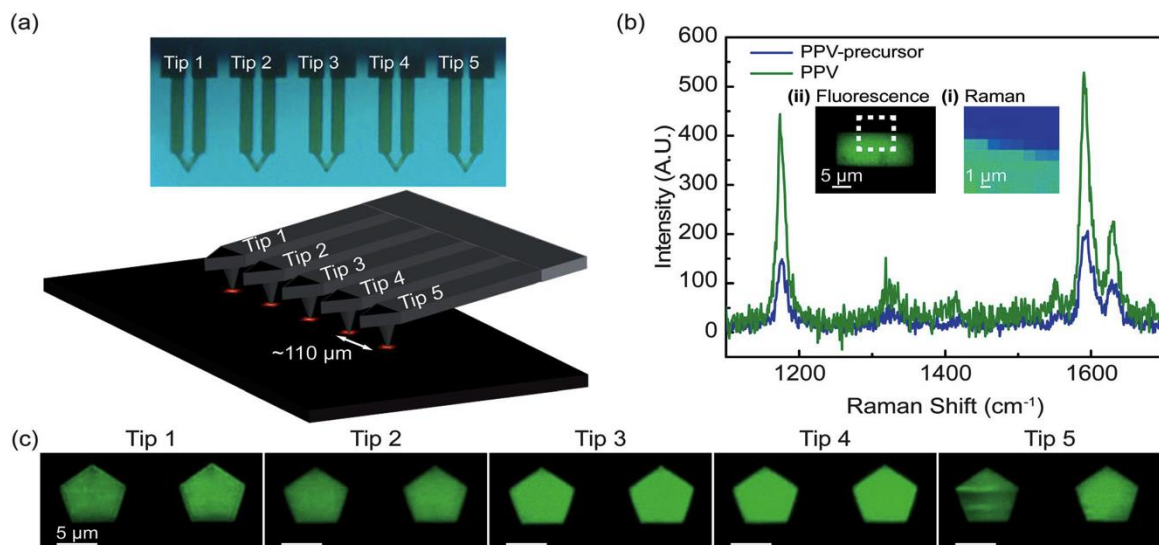 (a)
Tip 1 Tip 2 Tip 3 Tip 4 Tip 5
Tip 1
Tip 2
Tip 3
Tip 4
Tip 5
~110 µm
(b)
600
500
400
300
200
100
0
Intensity (A.U.)
PPV-precursor
PPV
(ii) Fluorescence
(i) Raman
5 µm
1 µm
1200 1400 1600
Raman Shift (cm⁻¹)
(c)
Tip 1 Tip 2 Tip 3 Tip 4 Tip 5
5 µm